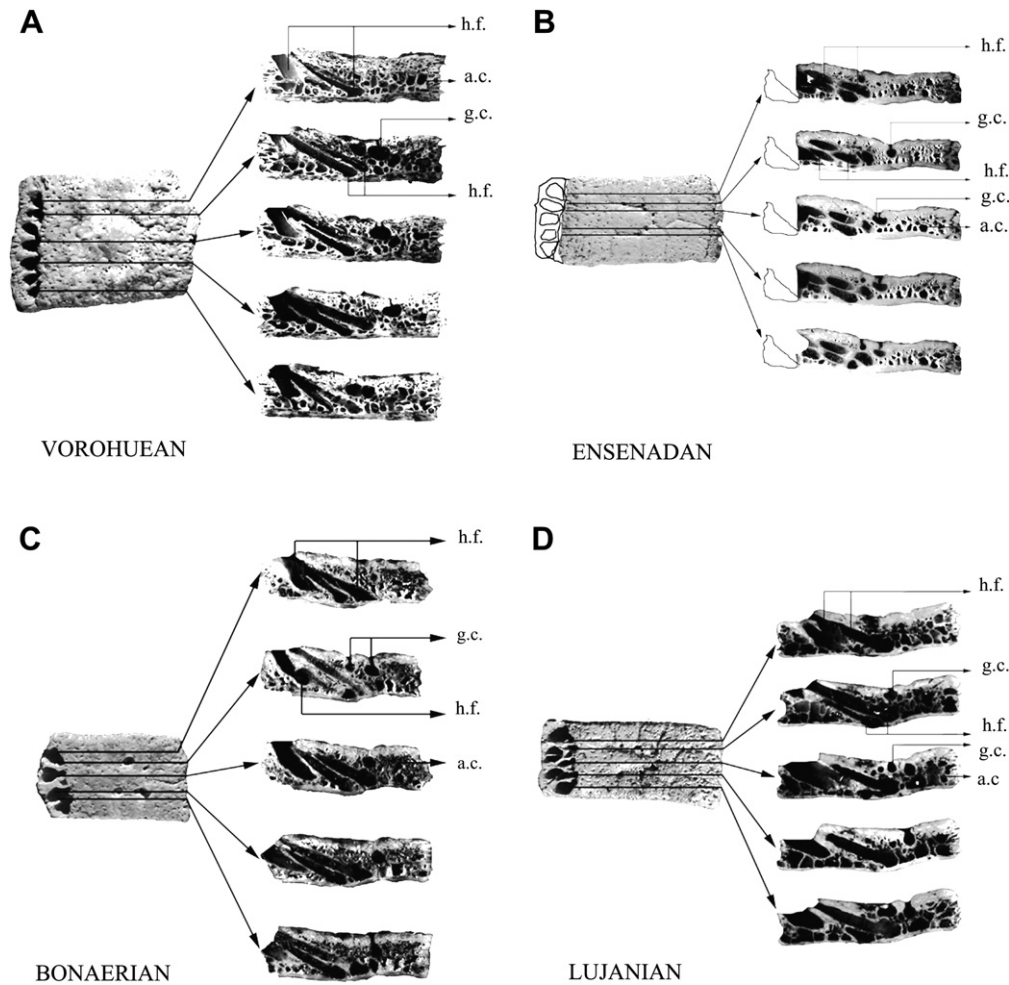 A
h.f.
a.c.
g.c.
h.f.
VOROHUEAN
B
h.f.
g.c.
h.f.
g.c.
a.c.
ENSENADAN
C
h.f.
g.c.
h.f.
a.c.
BONAERIAN
D
h.f.
g.c.
h.f.
g.c.
a.c
LUJANIAN